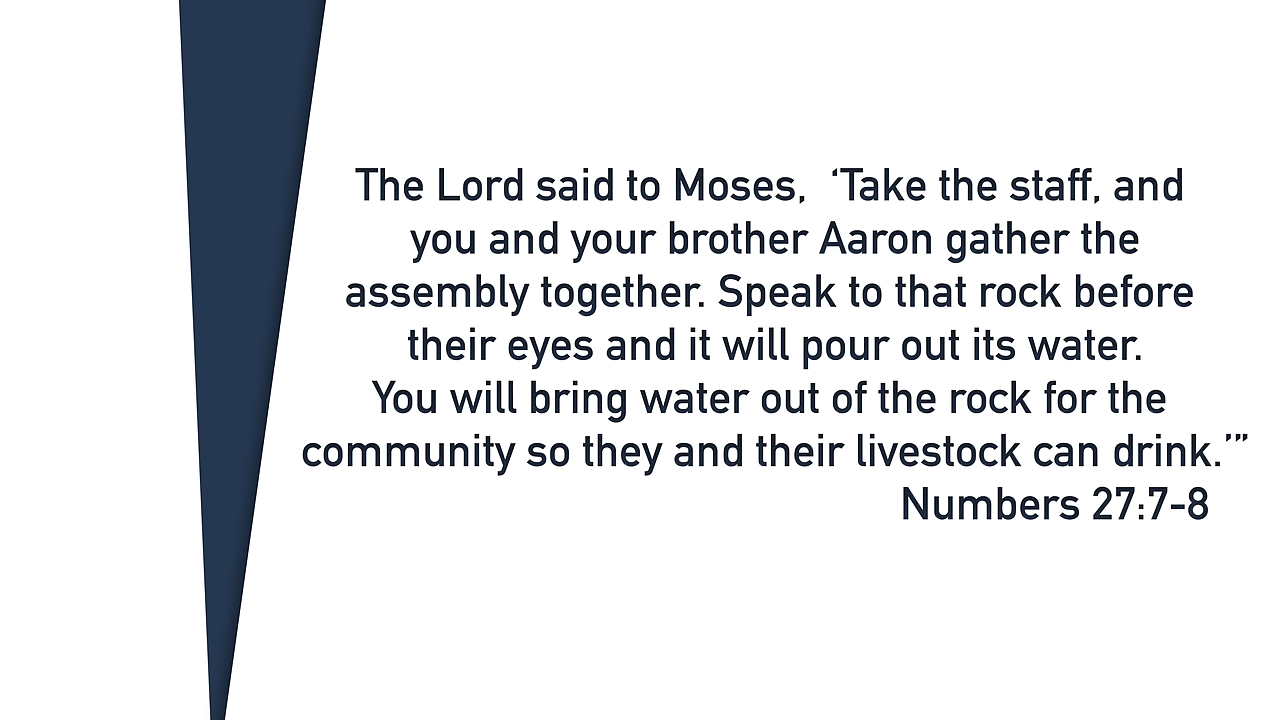 The Lord said to Moses,  ‘Take the staff, and
you and your brother Aaron gather the
assembly together. Speak to that rock before
their eyes and it will pour out its water.
You will bring water out of the rock for the
community so they and their livestock can drink.’”
Numbers 27:7-8